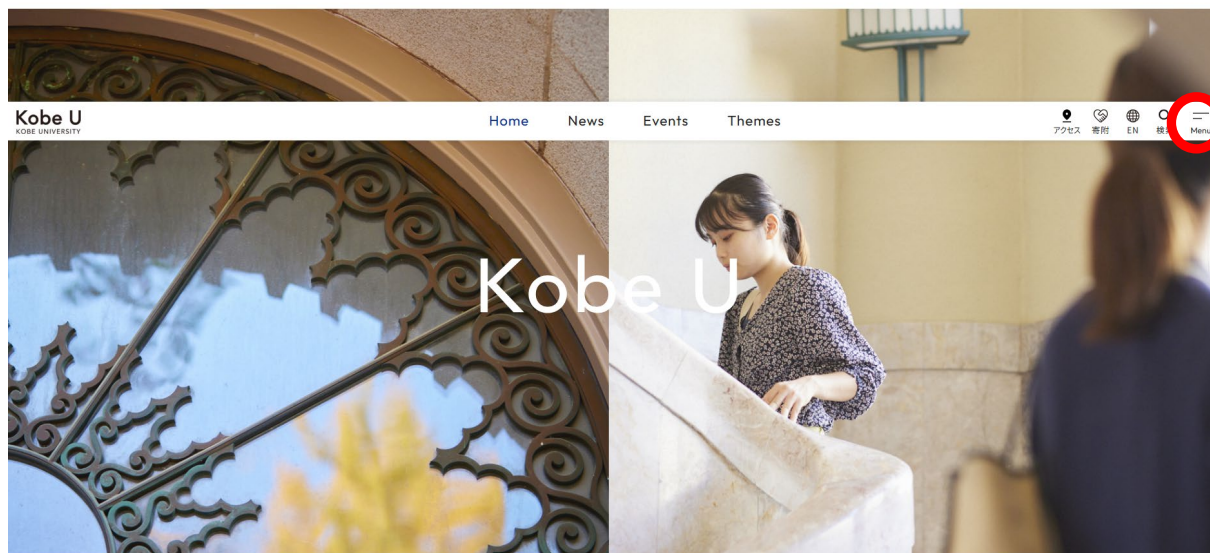 Kobe U
KOBE UNIVERSITY
Home News Events Themes
アクセス 寄附 EN Menu
Kobe U